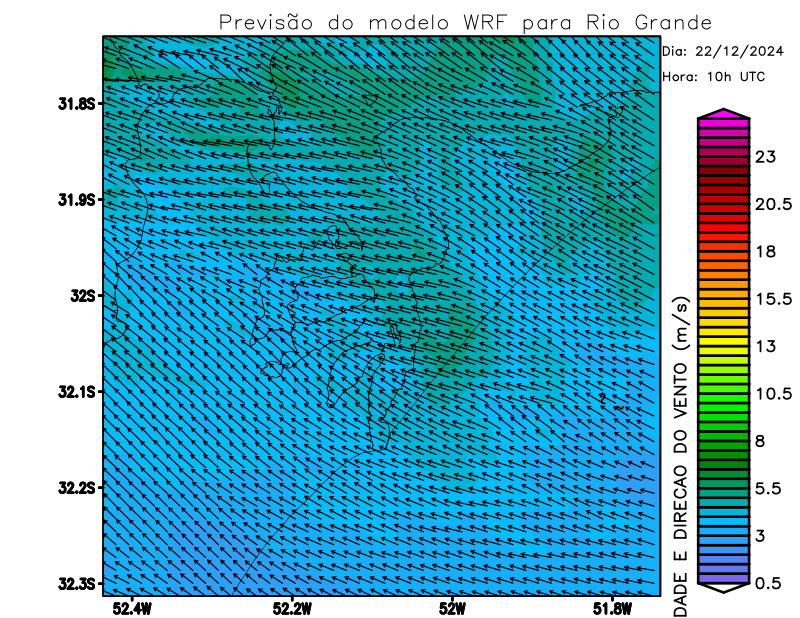 Previsão do modelo WRF para Rio Grande
Dia: 22/12/2024
Hora: 10h UTC
31.8S
31.9S
32S
32.1S
32.2S
32.3S
52.4W
52.2W
52W
51.8W
23
20.5
18
15.5
13
10.5
8
5.5
3
0.5
DADE E DIRECAO DO VENTO (m/s)